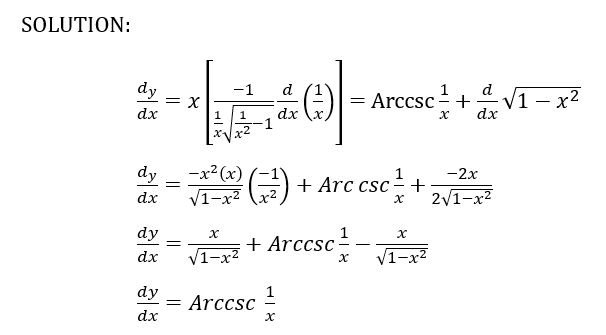 SOLUTION:
dy/dx = x [ -1 / ( 1/x √( 1/x² −1 ) ) d/dx ( 1/x ) ] = Arccsc 1/x + d/dx √(1 − x²)
dy/dx = −x²(x) / √(1−x²) ( −1 / x² ) + Arc csc 1/x + −2x / 2√(1−x²)
dy/dx = x / √(1−x²) + Arccsc 1/x − x / √(1−x²)
dy/dx = Arccsc 1/x